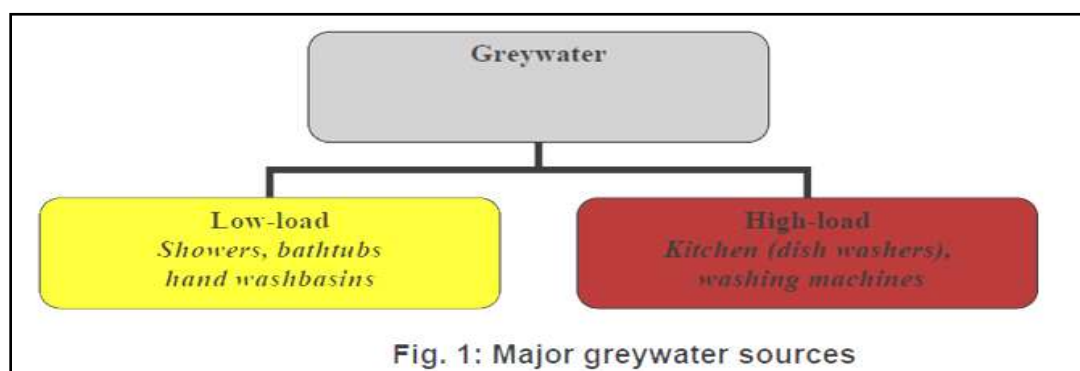 Greywater
Low-load
Showers, bathtubs
hand washbasins
High-load
Kitchen (dish washers),
washing machines
Fig. 1: Major greywater sources